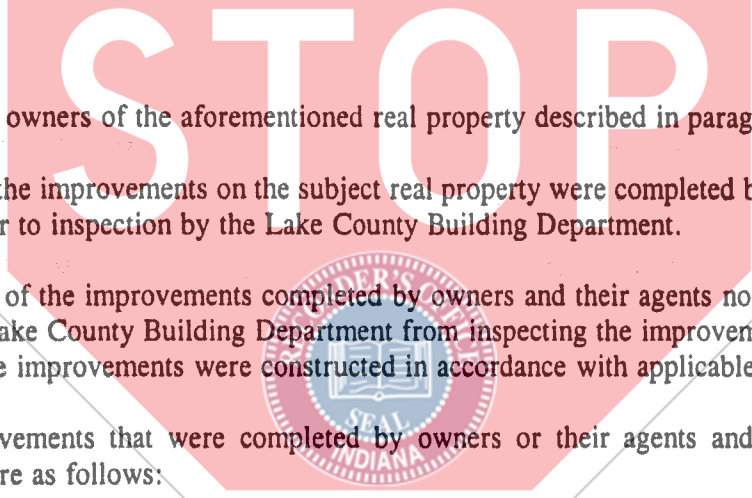 STOP
owners of the aforementioned real property described in parag
he improvements on the subject real property were completed b
r to inspection by the Lake County Building Department.
of the improvements completed by owners and their agents no
ake County Building Department from inspecting the improvem
e improvements were constructed in accordance with applicable
vements that were completed by owners or their agents and
re as follows:
RECORDER'S OFFICE
SEAL
INDIANA